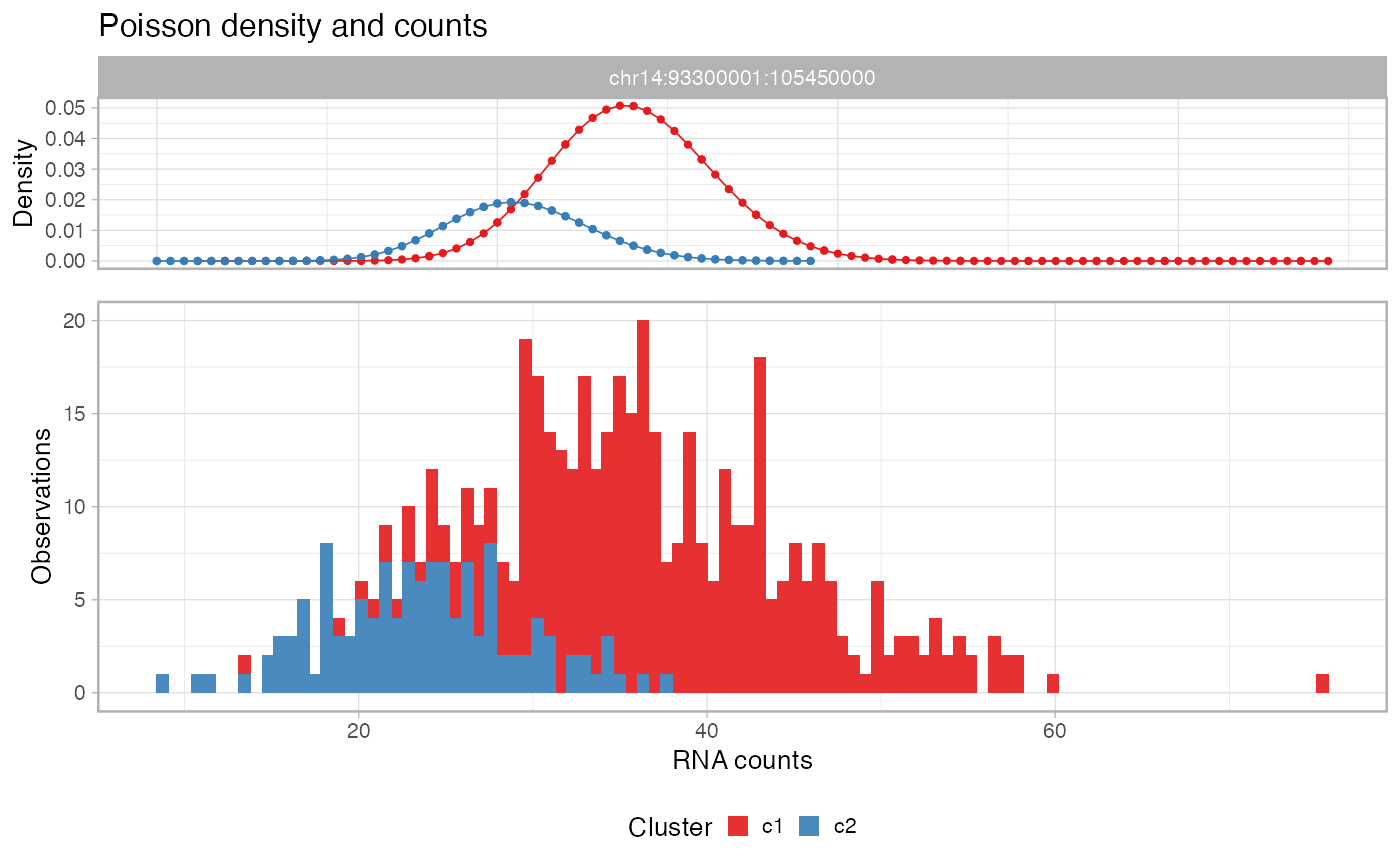 Poisson density and counts
chr14:93300001:105450000
Density
0.05
0.04
0.03
0.02
0.01
0.00
Observations
20
15
10
5
0
20 40 60
RNA counts
Cluster c1 c2